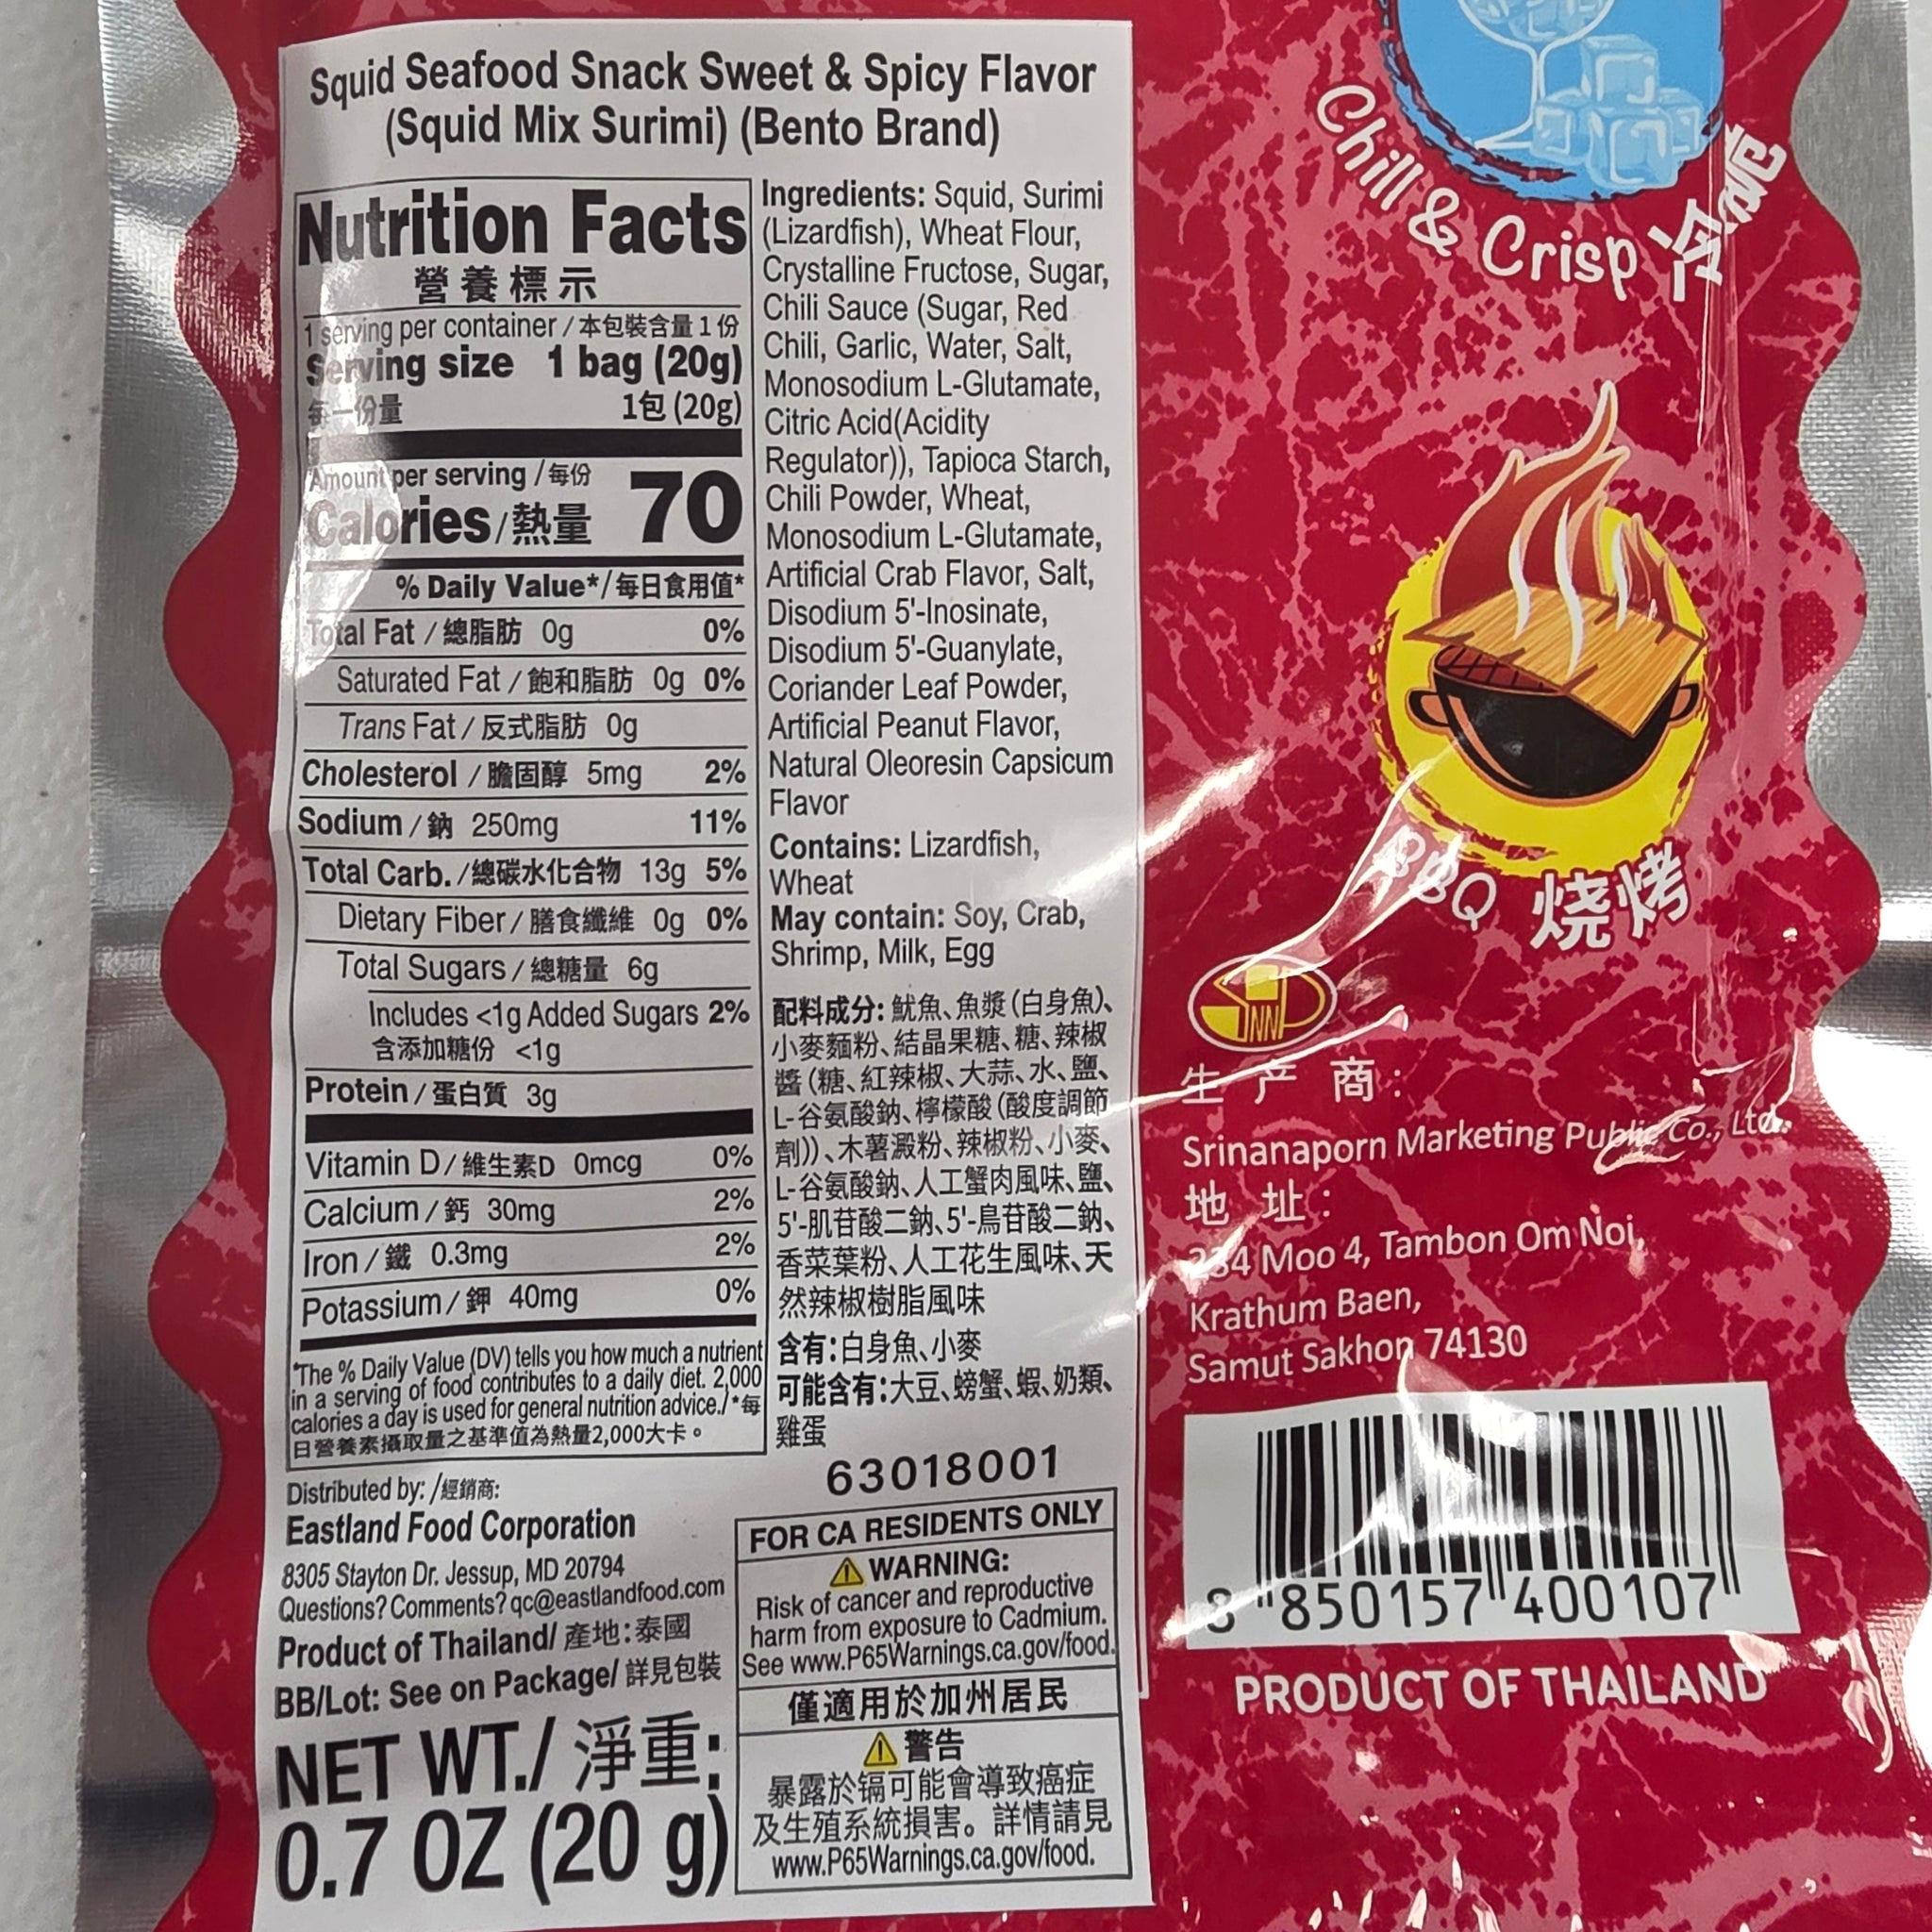 Squid Seafood Snack Sweet & Spicy Flavor
(Squid Mix Surimi) (Bento Brand)
Nutrition Facts
營養標示
1 serving per container / 本包裝含量 1 份
Serving size 1 bag (20g)
每一份量 1包 (20g)
Amount per serving / 每份
Calories / 熱量 70
% Daily Value* / 每日食用值*
Total Fat / 總脂肪 0g 0%
Saturated Fat / 飽和脂肪 0g 0%
Trans Fat / 反式脂肪 0g
Cholesterol / 膽固醇 5mg 2%
Sodium / 鈉 250mg 11%
Total Carb. / 總碳水化合物 13g 5%
Dietary Fiber / 膳食纖維 0g 0%
Total Sugars / 總糖量 6g
Includes <1g Added Sugars 2%
含添加糖份 <1g
Protein / 蛋白質 3g
Vitamin D / 維生素D 0mcg 0%
Calcium / 鈣 30mg 2%
Iron / 鐵 0.3mg 2%
Potassium / 鉀 40mg 0%
*The % Daily Value (DV) tells you how much a nutrient
in a serving of food contributes to a daily diet. 2,000
calories a day is used for general nutrition advice./*每
日營養素攝取量之基準值為熱量2,000大卡。
Ingredients: Squid, Surimi
(Lizardfish), Wheat Flour,
Crystalline Fructose, Sugar,
Chili Sauce (Sugar, Red
Chili, Garlic, Water, Salt,
Monosodium L-Glutamate,
Citric Acid(Acidity
Regulator)), Tapioca Starch,
Chili Powder, Wheat,
Monosodium L-Glutamate,
Artificial Crab Flavor, Salt,
Disodium 5'-Inosinate,
Disodium 5'-Guanylate,
Coriander Leaf Powder,
Artificial Peanut Flavor,
Natural Oleoresin Capsicum
Flavor
Contains: Lizardfish,
Wheat
May contain: Soy, Crab,
Shrimp, Milk, Egg
配料成分: 魷魚、魚漿 (白身魚)、
小麥麵粉、結晶果糖、糖、辣椒
醬 (糖、紅辣椒、大蒜、水、鹽、
L-谷氨酸鈉、檸檬酸 (酸度調節
劑))、木薯澱粉、辣椒粉、小麥、
L-谷氨酸鈉、人工蟹肉風味、鹽、
5'-肌苷酸二鈉、5'-鳥苷酸二鈉、
香菜葉粉、人工花生風味、天
然辣椒樹脂風味
含有:白身魚、小麥
可能含有:大豆、螃蟹、蝦、奶類、
雞蛋
63018001
Distributed by: /經銷商:
Eastland Food Corporation
8305 Stayton Dr. Jessup, MD 20794
Questions? Comments? qc@eastlandfood.com
Product of Thailand/ 產地:泰國
BB/Lot: See on Package/ 詳見包裝
NET WT./ 淨重:
0.7 OZ (20 g)
FOR CA RESIDENTS ONLY
WARNING:
Risk of cancer and reproductive
harm from exposure to Cadmium.
See www.P65Warnings.ca.gov/food.
僅適用於加州居民
警告
暴露於镉可能會導致癌症
及生殖系統損害。詳情請見
www.P65Warnings.ca.gov/food.
Chill & Crisp 冷脆
BBQ 烧烤
生产商:
Srinanaporn Marketing Public Co., Ltd.
地址:
234 Moo 4, Tambon Om Noi,
Krathum Baen,
Samut Sakhon 74130
8 850157 400107
PRODUCT OF THAILAND